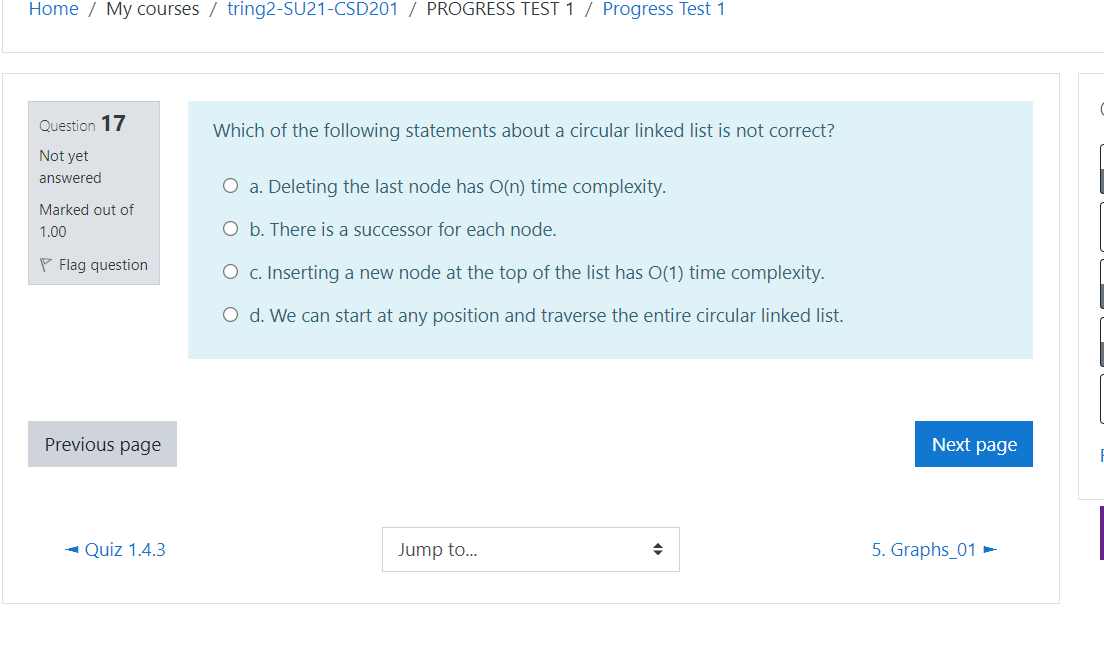 Home / My courses / tring2-SU21-CSD201 / PROGRESS TEST 1 / Progress Test 1
Question 17
Not yet
answered
Marked out of
1.00
Flag question
Which of the following statements about a circular linked list is not correct?
a. Deleting the last node has O(n) time complexity.
b. There is a successor for each node.
c. Inserting a new node at the top of the list has O(1) time complexity.
d. We can start at any position and traverse the entire circular linked list.
Previous page
Next page
◄ Quiz 1.4.3
Jump to...
5. Graphs_01 ►